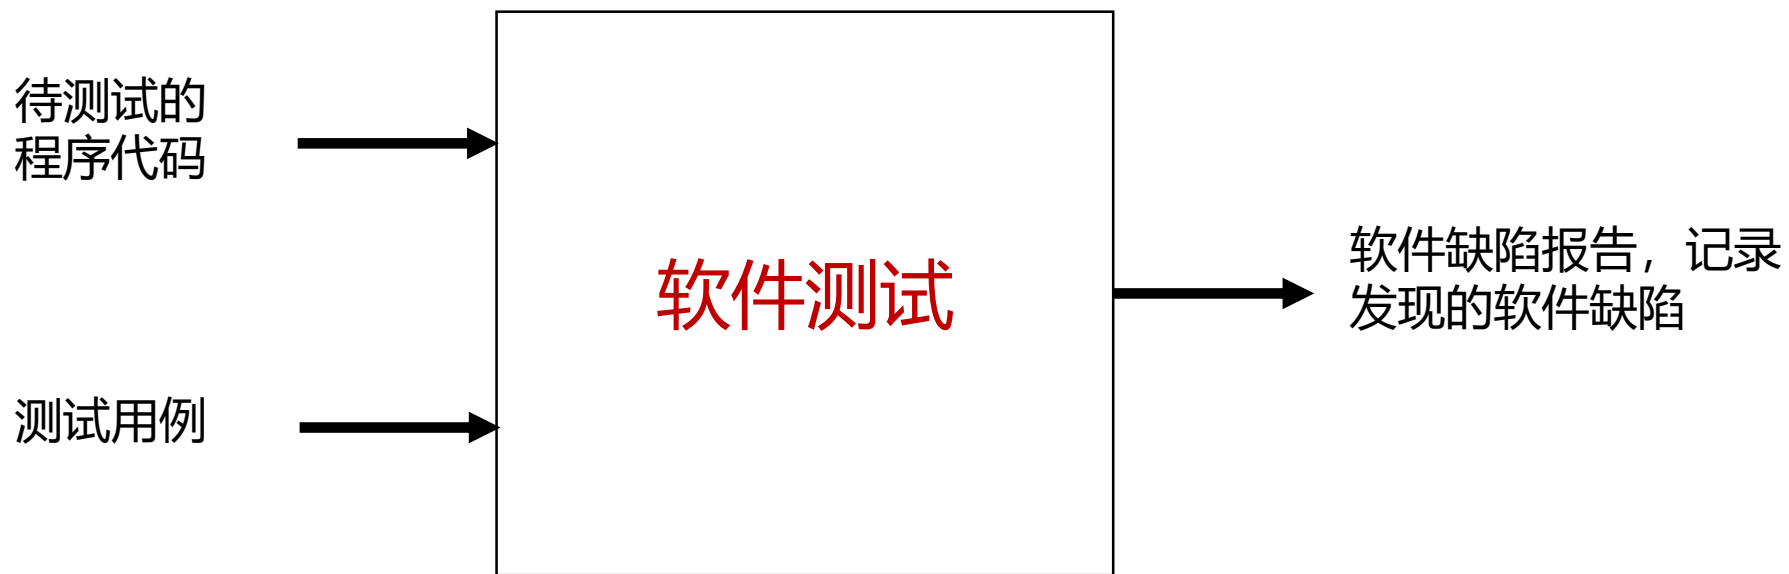 待测试的
程序代码
测试用例
软件测试
软件缺陷报告，记录
发现的软件缺陷